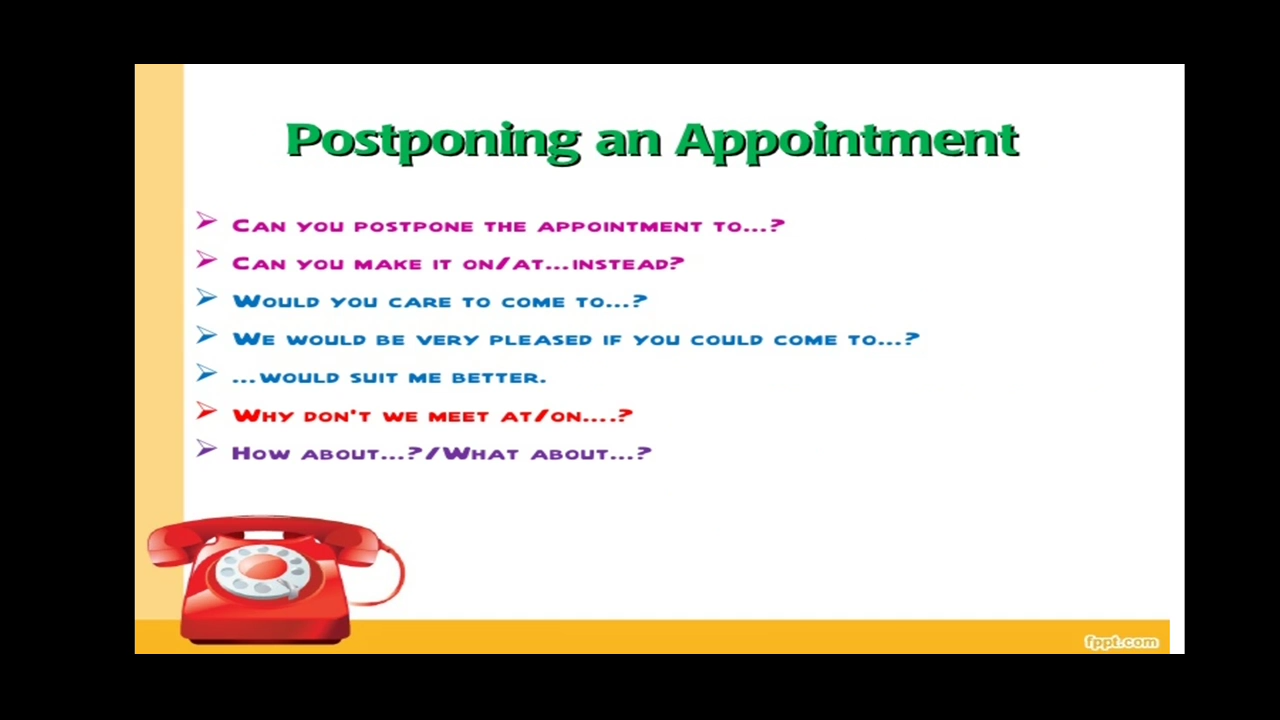 Postponing an Appointment
Can you postpone the appointment to...?
Can you make it on/at...instead?
Would you care to come to...?
We would be very pleased if you could come to...?
...would suit me better.
Why don't we meet at/on....?
How about...?/What about...?
fppt.com